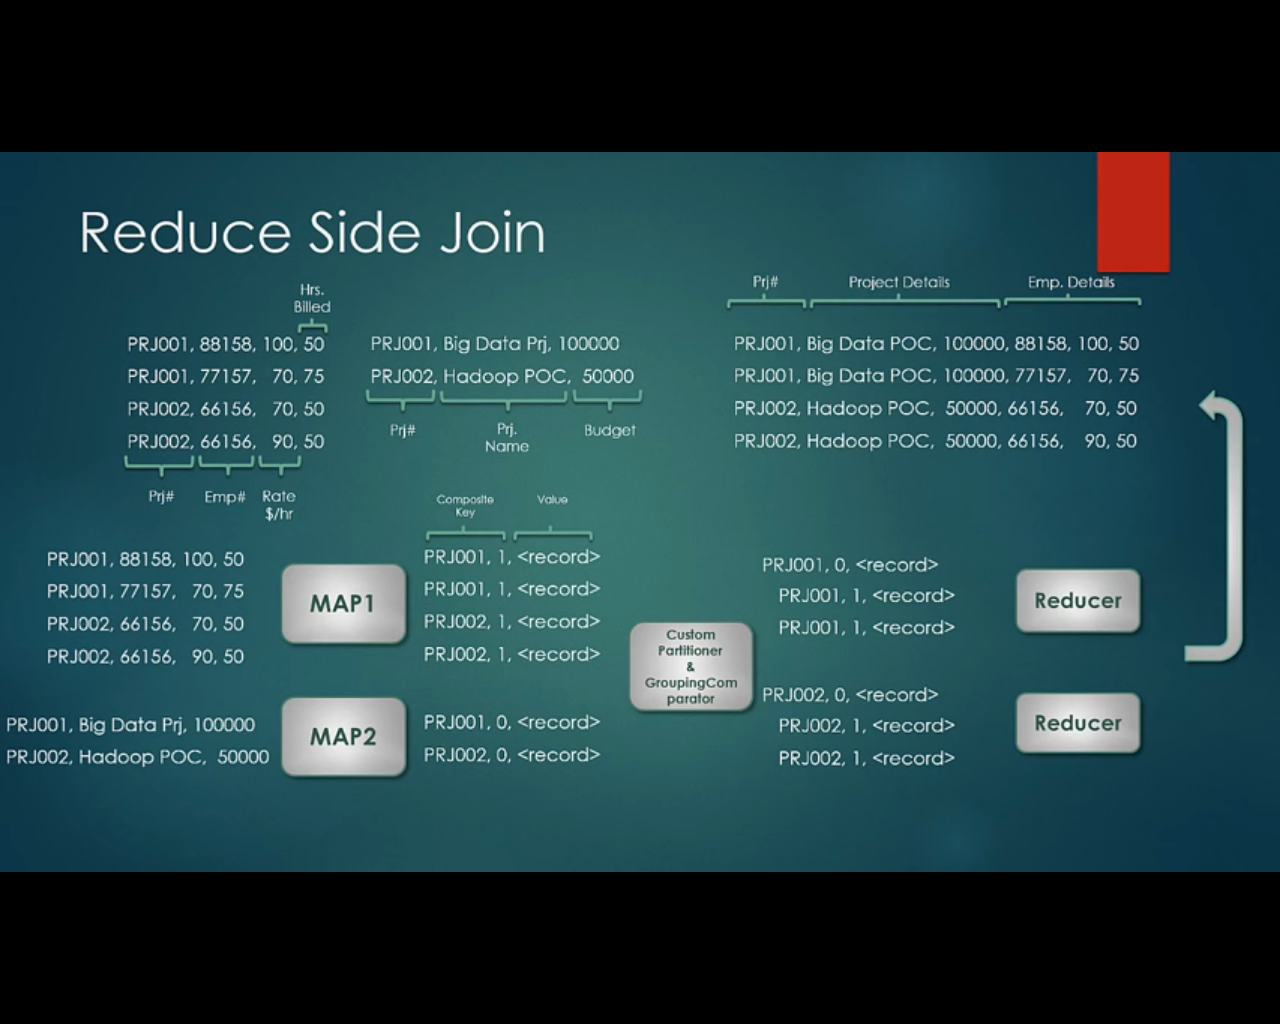 Reduce Side Join
Hrs.
Billed
PRJ001, 88158, 100, 50
PRJ001, 77157, 70, 75
PRJ002, 66156, 70, 50
PRJ002, 66156, 90, 50
Prj#
Emp#
Rate
$/hr
PRJ001, Big Data Prj, 100000
PRJ002, Hadoop POC, 50000
Prj#
Prj.
Name
Budget
Prj#
Project Details
Emp. Details
PRJ001, Big Data POC, 100000, 88158, 100, 50
PRJ001, Big Data POC, 100000, 77157, 70, 75
PRJ002, Hadoop POC, 50000, 66156, 70, 50
PRJ002, Hadoop POC, 50000, 66156, 90, 50
PRJ001, 88158, 100, 50
PRJ001, 77157, 70, 75
PRJ002, 66156, 70, 50
PRJ002, 66156, 90, 50
MAP1
Composite
Key
Value
PRJ001, 1, <record>
PRJ001, 1, <record>
PRJ002, 1, <record>
PRJ002, 1, <record>
PRJ001, Big Data Prj, 100000
PRJ002, Hadoop POC, 50000
MAP2
PRJ001, 0, <record>
PRJ002, 0, <record>
Custom
Partitioner
&
GroupingCom
parator
PRJ001, 0, <record>
PRJ001, 1, <record>
PRJ001, 1, <record>
Reducer
PRJ002, 0, <record>
PRJ002, 1, <record>
PRJ002, 1, <record>
Reducer